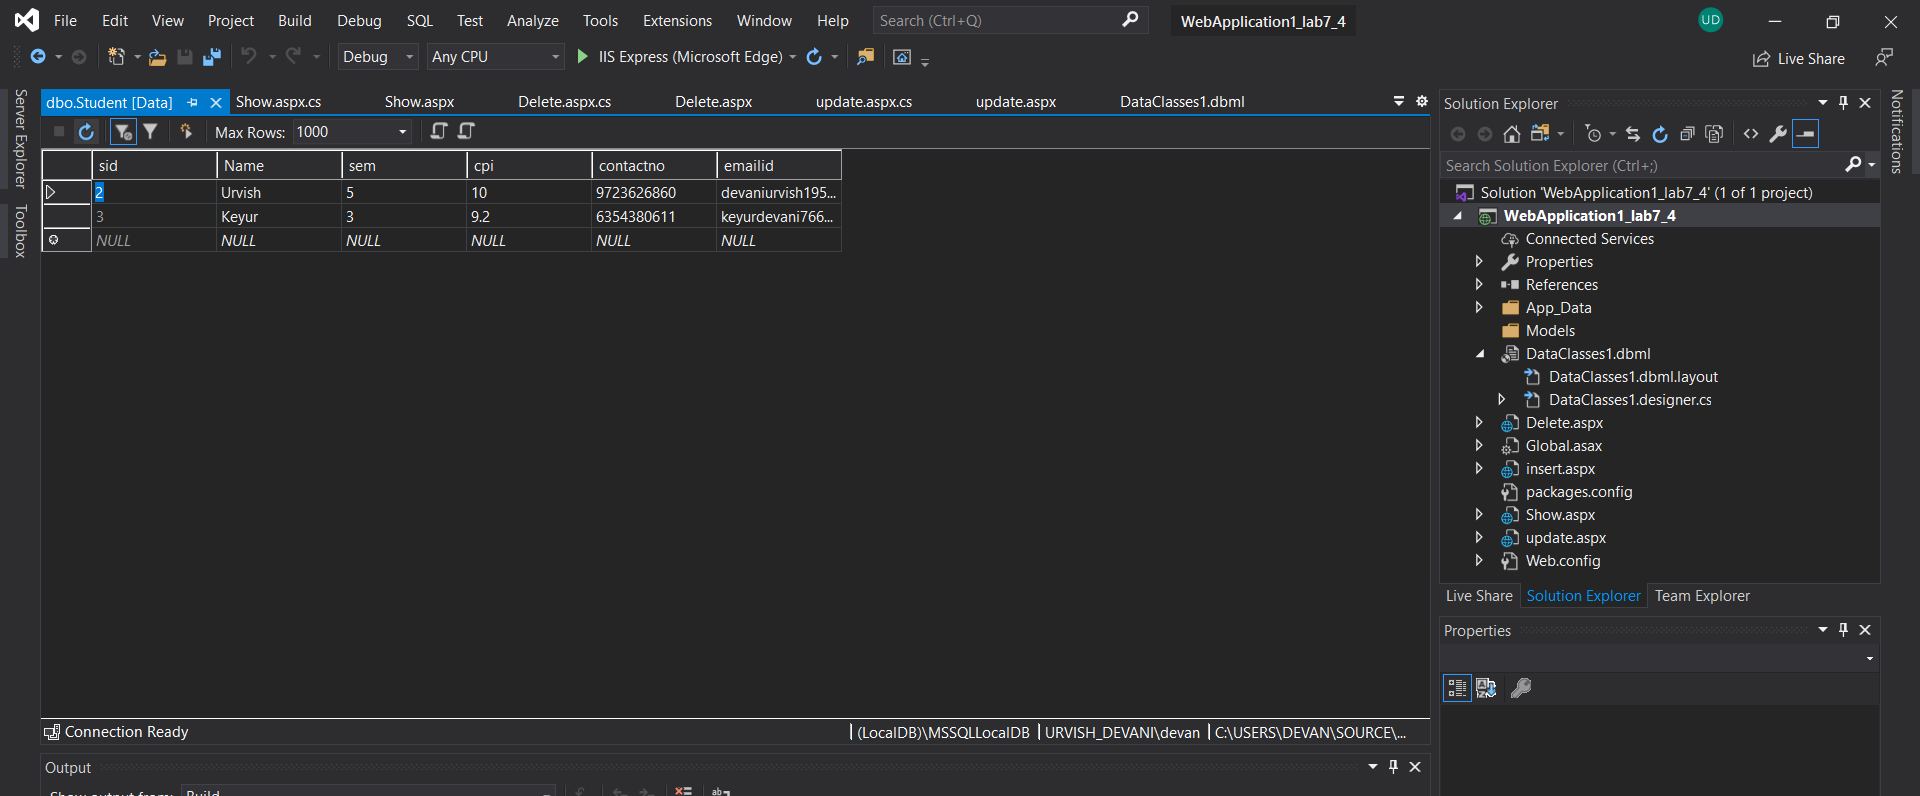 File Edit View Project Build Debug SQL Test Analyze Tools Extensions Window Help Search (Ctrl+Q) WebApplication1_lab7_4 UD
Debug Any CPU IIS Express (Microsoft Edge) Live Share
Server Explorer
Toolbox
dbo.Student [Data] Show.aspx.cs Show.aspx Delete.aspx.cs Delete.aspx update.aspx.cs update.aspx DataClasses1.dbml
Max Rows: 1000
sid Name sem cpi contactno emailid
2 Urvish 5 10 9723626860 devaniurvish195...
3 Keyur 3 9.2 6354380611 keyurdevani766...
NULL NULL NULL NULL NULL NULL
Connection Ready (LocalDB)\MSSQLLocalDB URVISH_DEVANI\devan C:\USERS\DEVAN\SOURCE\...
Output
Show output from: Build
Solution Explorer
Search Solution Explorer (Ctrl+;)
Solution 'WebApplication1_lab7_4' (1 of 1 project)
WebApplication1_lab7_4
Connected Services
Properties
References
App_Data
Models
DataClasses1.dbml
DataClasses1.dbml.layout
DataClasses1.designer.cs
Delete.aspx
Global.asax
insert.aspx
packages.config
Show.aspx
update.aspx
Web.config
Live Share Solution Explorer Team Explorer
Properties
Notifications